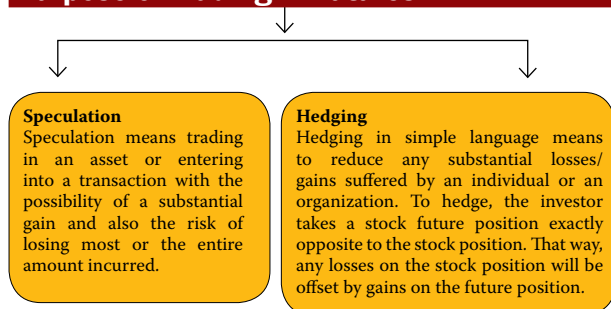 Speculation
Speculation means trading
in an asset or entering
into a transaction with the
possibility of a substantial
gain and also the risk of
losing most or the entire
amount incurred.
Hedging
Hedging in simple language means
to reduce any substantial losses/
gains suffered by an individual or an
organization. To hedge, the investor
takes a stock future position exactly
opposite to the stock position. That way,
any losses on the stock position will be
offset by gains on the future position.